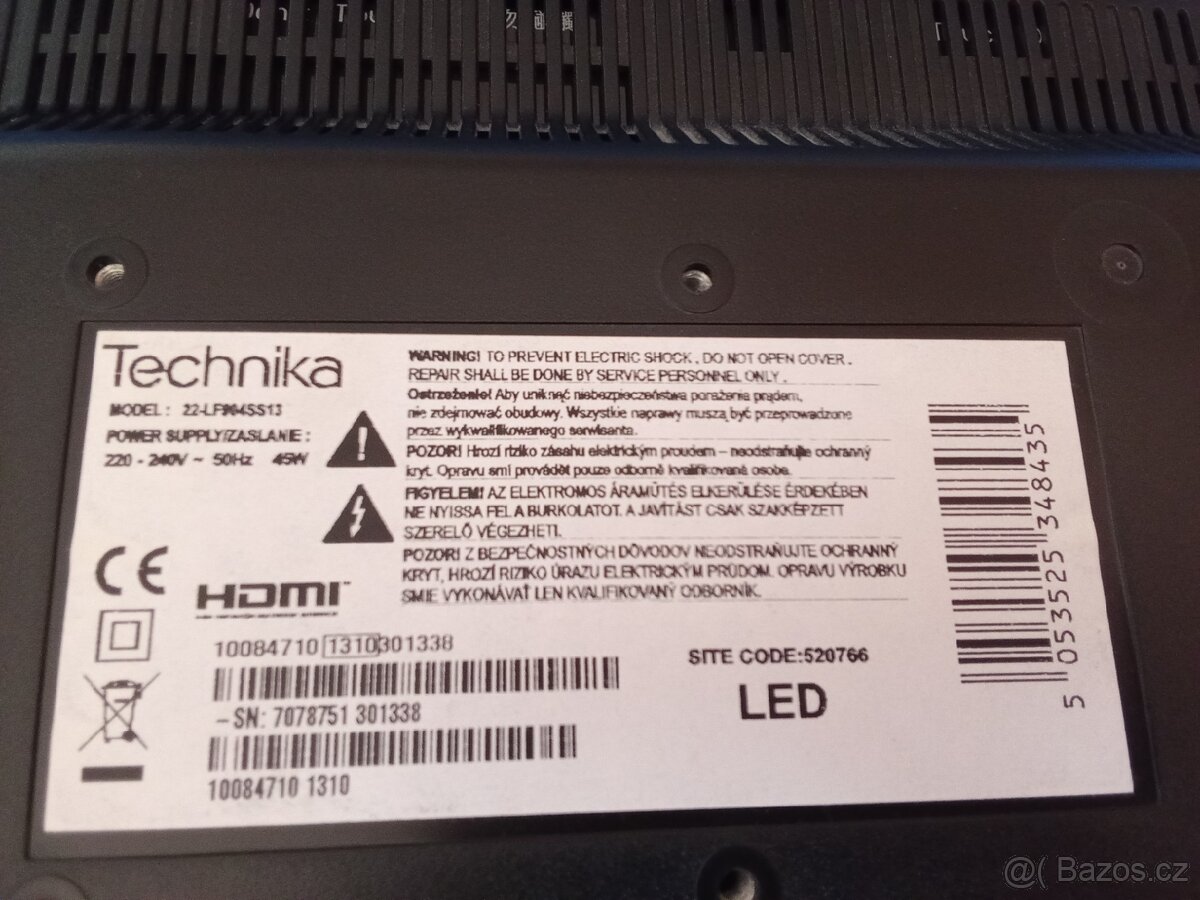 Technika
MODEL : 22-LF904SS13
POWER SUPPLY/ZASLANIE :
220 - 240V ~ 50Hz 45W
WARNING! TO PREVENT ELECTRIC SHOCK , DO NOT OPEN COVER .
REPAIR SHALL BE DONE BY SERVICE PERSONNEL ONLY .
Ostrzeżenie! Aby uniknąć niebezpieczeństwa porażenia prądem,
nie zdejmować obudowy. Wszystkie naprawy muszą być przeprowadzone
przez wykwalifikowanego serwisanta.
POZOR! Hrozí riziko zásahu elektrickým proudem – neodstraňujte ochranný
kryt. Opravu smí provádět pouze odborně kvalifikovaná osoba.
FIGYELEM! AZ ELEKTROMOS ÁRAMÜTÉS ELKERÜLÉSE ÉRDEKÉBEN
NE NYISSA FEL A BURKOLATOT. A JAVÍTÁST CSAK SZAKKÉPZETT
SZERELŐ VÉGEZHETI.
POZOR! Z BEZPEČNOSTNÝCH DÔVODOV NEODSTRAŇUJTE OCHRANNÝ
KRYT, HROZÍ RIZIKO ÚRAZU ELEKTRICKÝM PRÚDOM. OPRAVU VÝROBKU
SMIE VYKONÁVAŤ LEN KVALIFIKOVANÝ ODBORNÍK.
CE
HDMI
10084710 1310 301338
–SN: 7078751 301338
10084710 1310
SITE CODE:520766
LED
5 053525 348435
@( Bazos.cz